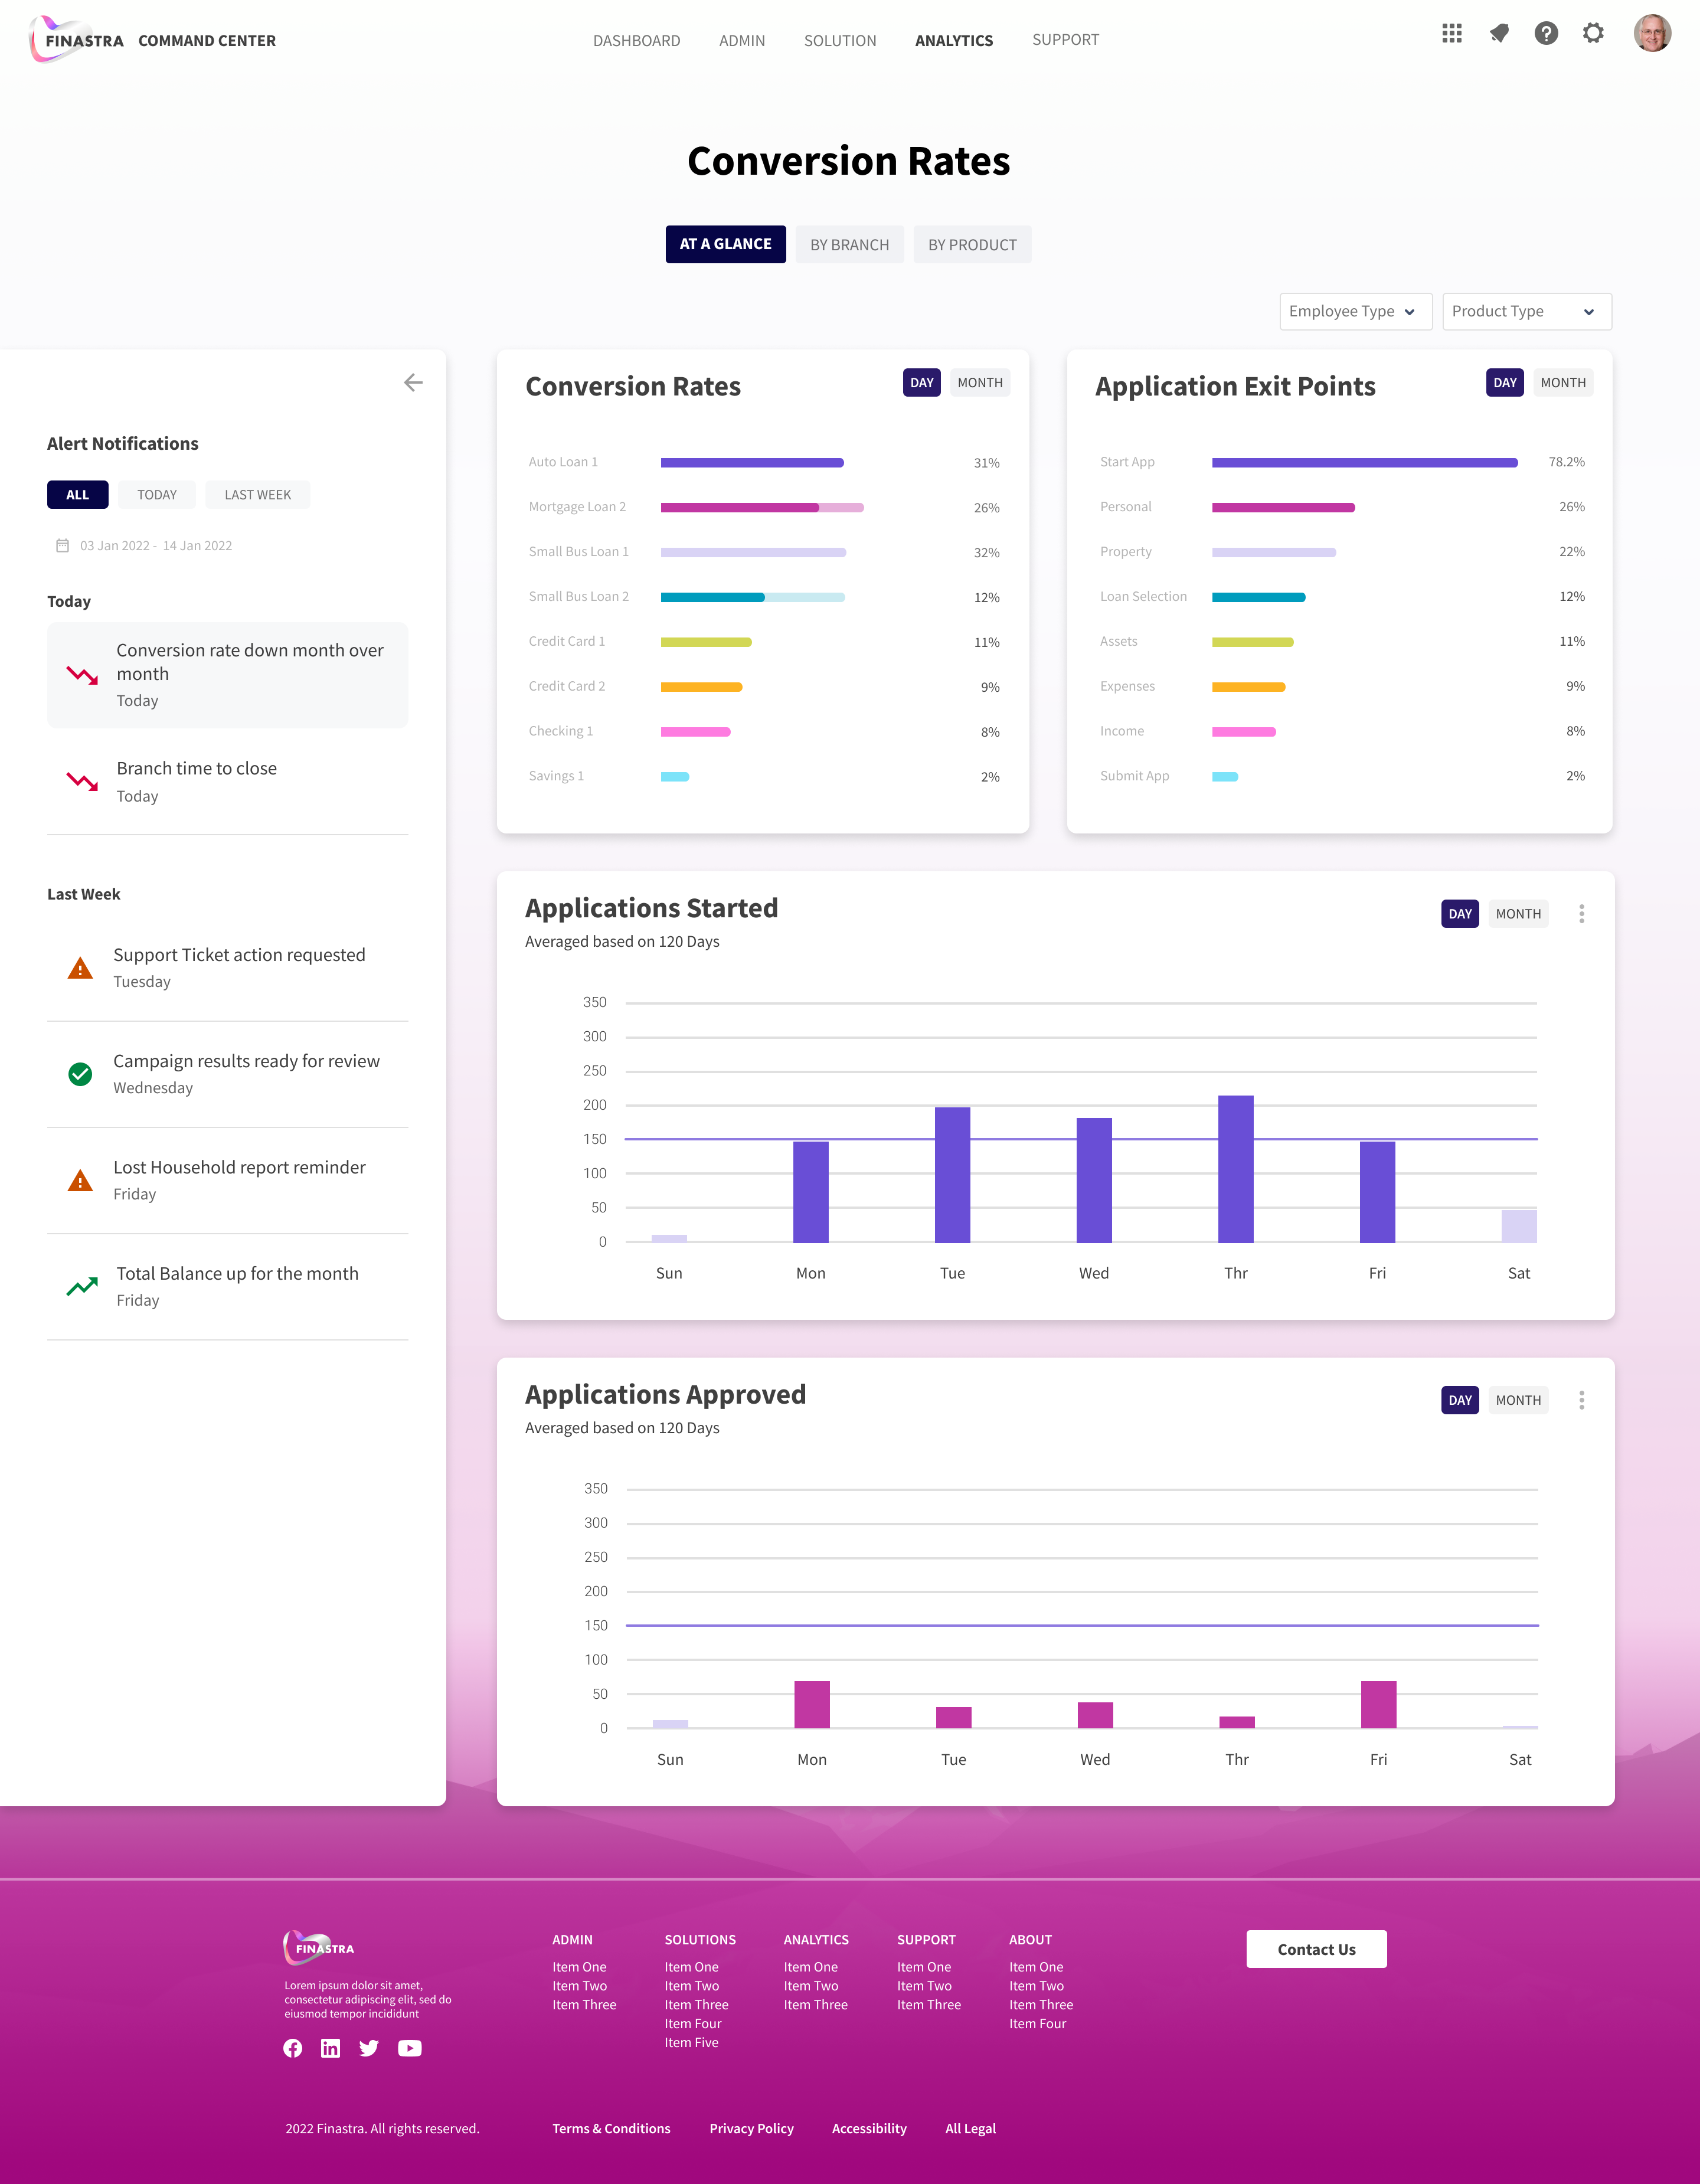 FINASTRA COMMAND CENTER
DASHBOARD ADMIN SOLUTION ANALYTICS SUPPORT
Conversion Rates
AT A GLANCE BY BRANCH BY PRODUCT
Employee Type Product Type
Alert Notifications
ALL TODAY LAST WEEK
03 Jan 2022 - 14 Jan 2022
Today
Conversion rate down month over
month
Today
Branch time to close
Today
Last Week
Support Ticket action requested
Tuesday
Campaign results ready for review
Wednesday
Lost Household report reminder
Friday
Total Balance up for the month
Friday
Conversion Rates DAY MONTH
Auto Loan 1 31%
Mortgage Loan 2 26%
Small Bus Loan 1 32%
Small Bus Loan 2 12%
Credit Card 1 11%
Credit Card 2 9%
Checking 1 8%
Savings 1 2%
Application Exit Points DAY MONTH
Start App 78.2%
Personal 26%
Property 22%
Loan Selection 12%
Assets 11%
Expenses 9%
Income 8%
Submit App 2%
Applications Started DAY MONTH
Averaged based on 120 Days
350
300
250
200
150
100
50
0
Sun Mon Tue Wed Thr Fri Sat
Applications Approved DAY MONTH
Averaged based on 120 Days
350
300
250
200
150
100
50
0
Sun Mon Tue Wed Thr Fri Sat
FINASTRA
Lorem ipsum dolor sit amet,
consectetur adipiscing elit, sed do
eiusmod tempor incididunt
ADMIN
Item One
Item Two
Item Three
SOLUTIONS
Item One
Item Two
Item Three
Item Four
Item Five
ANALYTICS
Item One
Item Two
Item Three
SUPPORT
Item One
Item Two
Item Three
ABOUT
Item One
Item Two
Item Three
Item Four
Contact Us
2022 Finastra. All rights reserved. Terms & Conditions Privacy Policy Accessibility All Legal